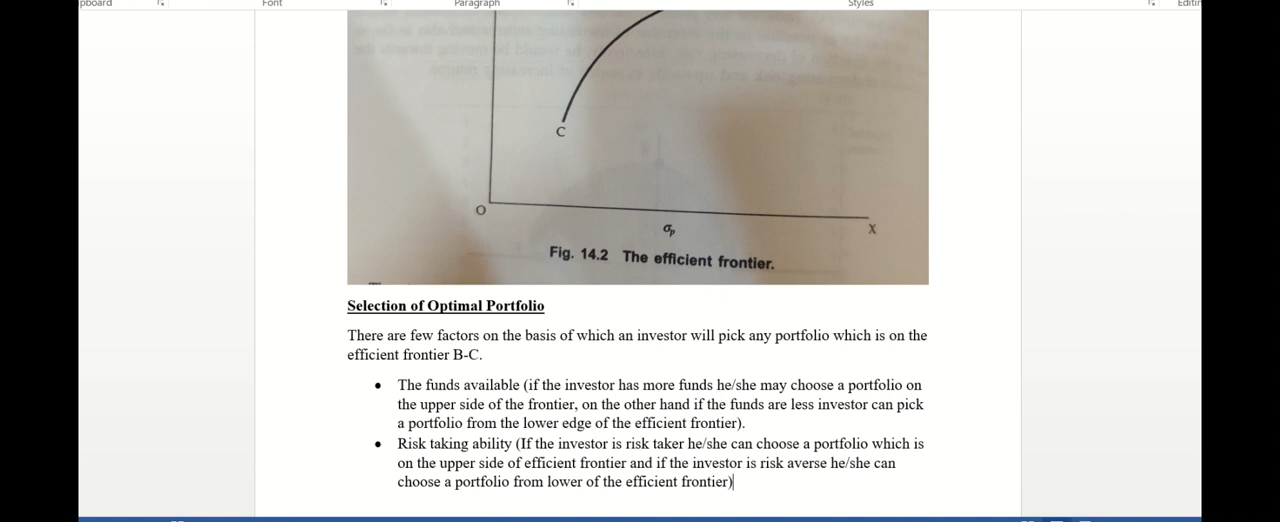 pboard
Font
Paragraph
Styles
Editin
C
O
σp
X
Fig. 14.2 The efficient frontier.
Selection of Optimal Portfolio
There are few factors on the basis of which an investor will pick any portfolio which is on the
efficient frontier B-C.
• The funds available (if the investor has more funds he/she may choose a portfolio on
the upper side of the frontier, on the other hand if the funds are less investor can pick
a portfolio from the lower edge of the efficient frontier).
• Risk taking ability (If the investor is risk taker he/she can choose a portfolio which is
on the upper side of efficient frontier and if the investor is risk averse he/she can
choose a portfolio from lower of the efficient frontier)